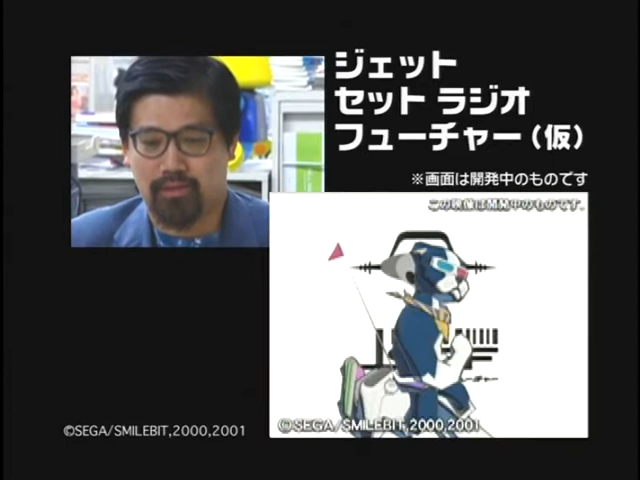 ジェット
セット ラジオ
フューチャー(仮)
※画面は開発中のものです
この映像は開発中のものです。
©SEGA/SMILEBIT,2000,2001
©SEGA/SMILEBIT,2000,2001